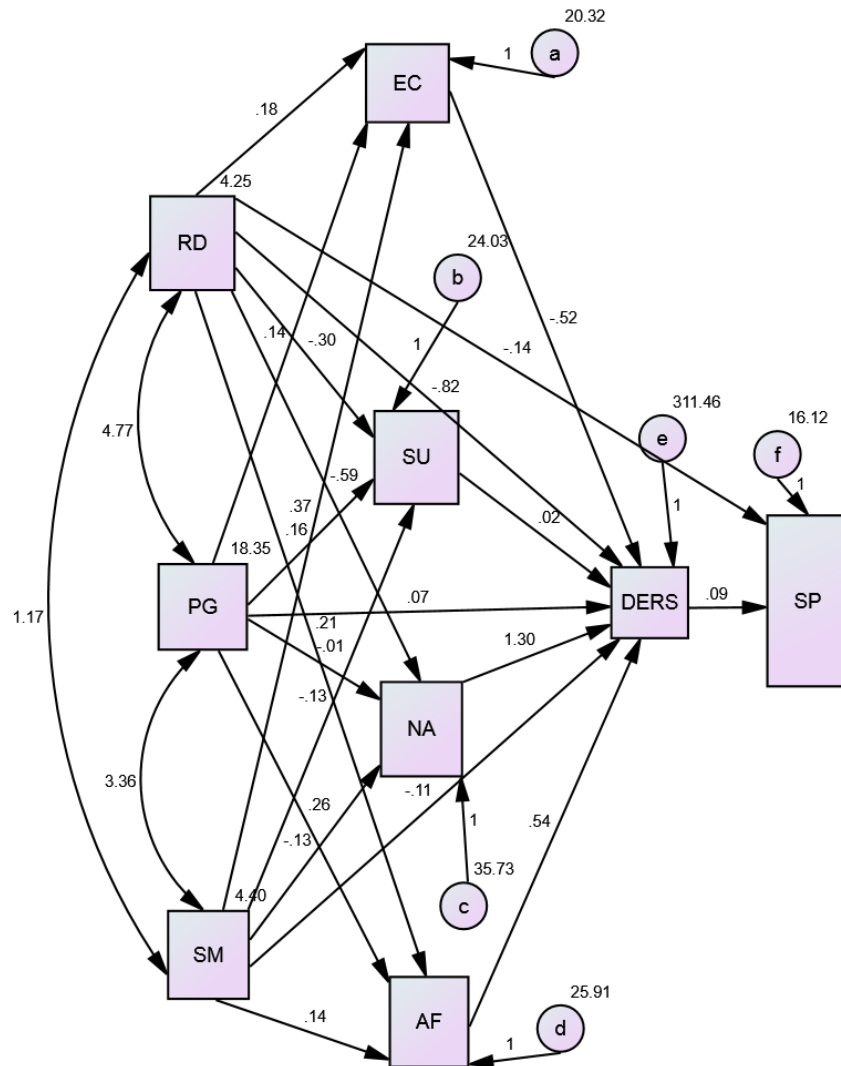 20.32
a
1
EC
.18
4.25
RD
24.03
b
.14
-.30
1
-.52
-.14
-.82
4.77
311.46
e
16.12
f
1
SU
-.59
.37
.16
1
.02
18.35
PG
.07
DERS
.09
SP
1.17
.21
-.01
1.30
-.13
NA
3.36
.26
-.11
-.13
1
.54
35.73
4.40
c
SM
AF
25.91
d
.14
1